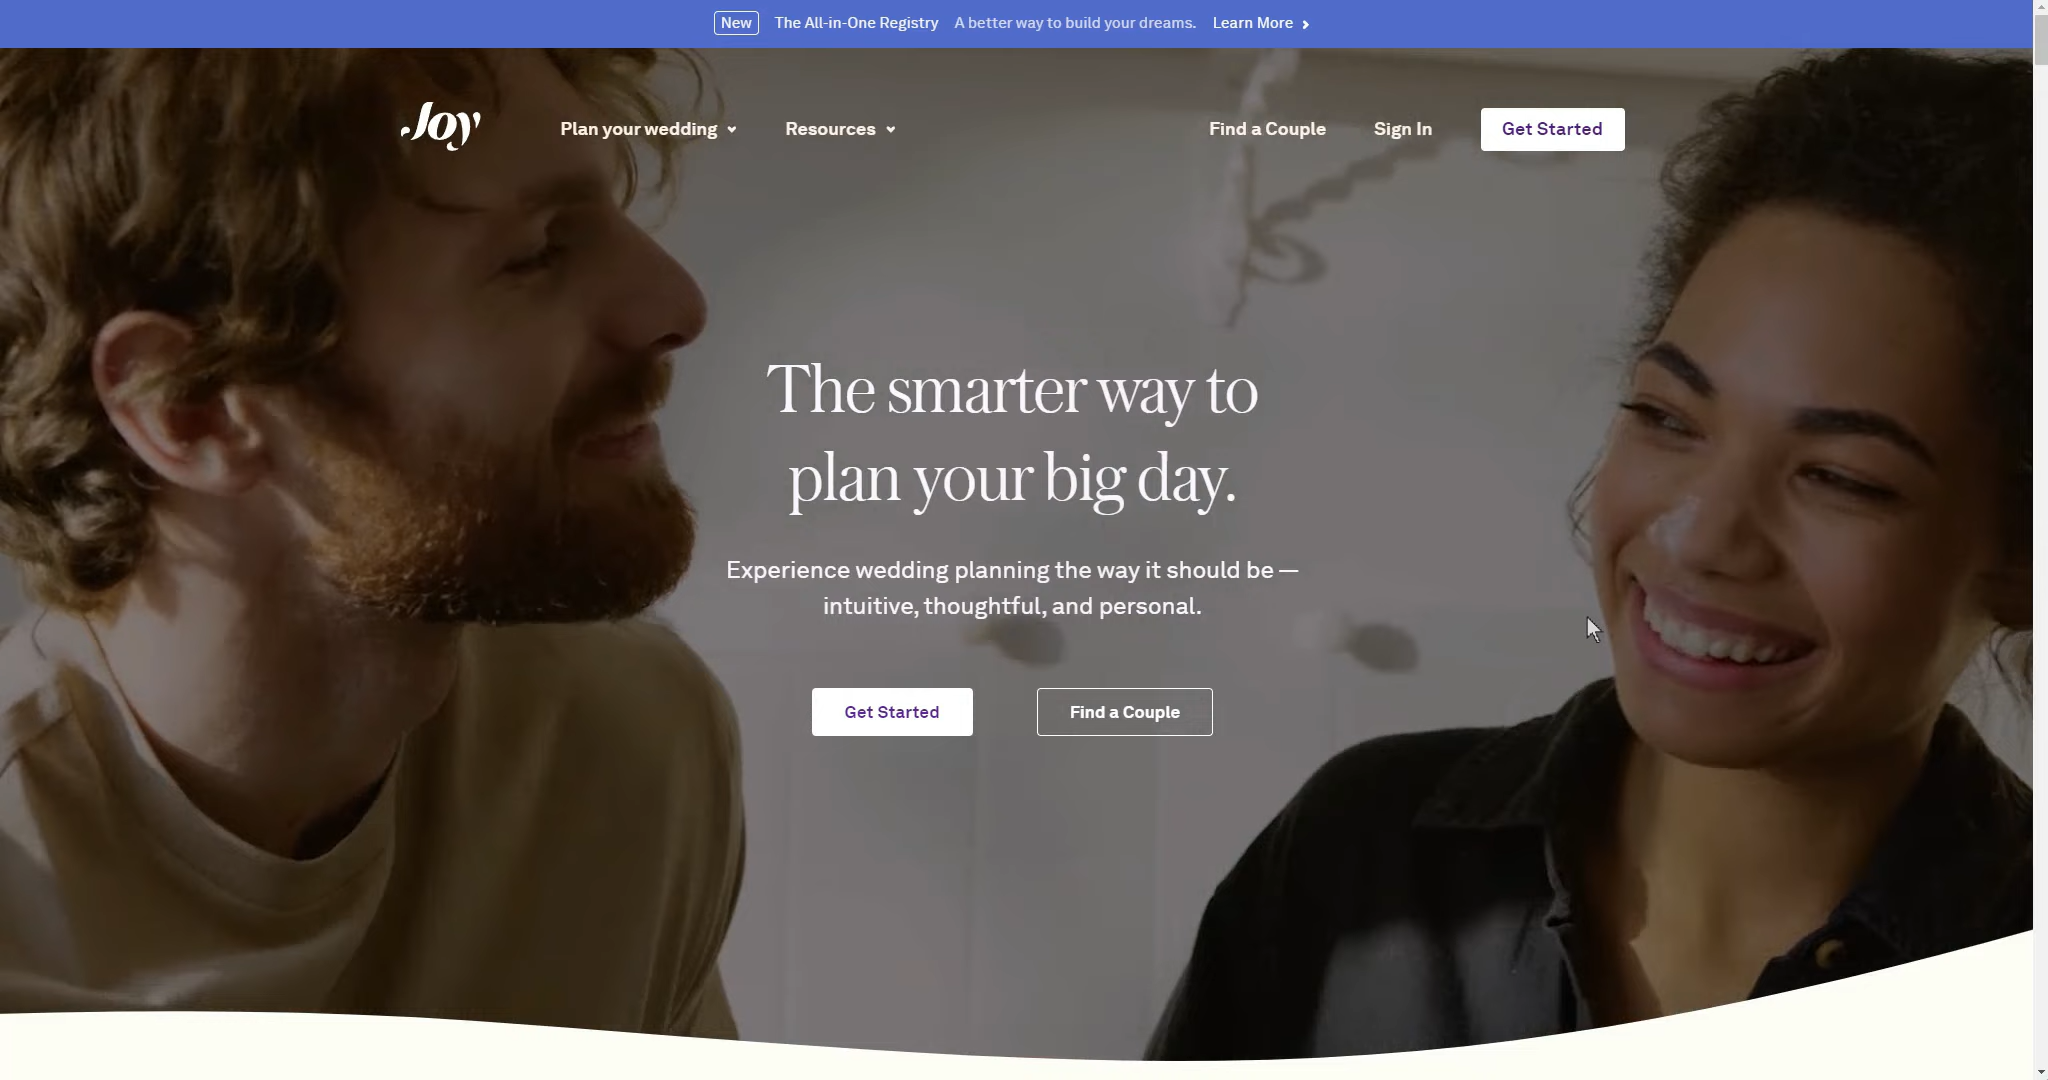 New The All-in-One Registry A better way to build your dreams. Learn More
Joy Plan your wedding Resources Find a Couple Sign In Get Started
The smarter way to
plan your big day.
Experience wedding planning the way it should be —
intuitive, thoughtful, and personal.
Get Started Find a Couple